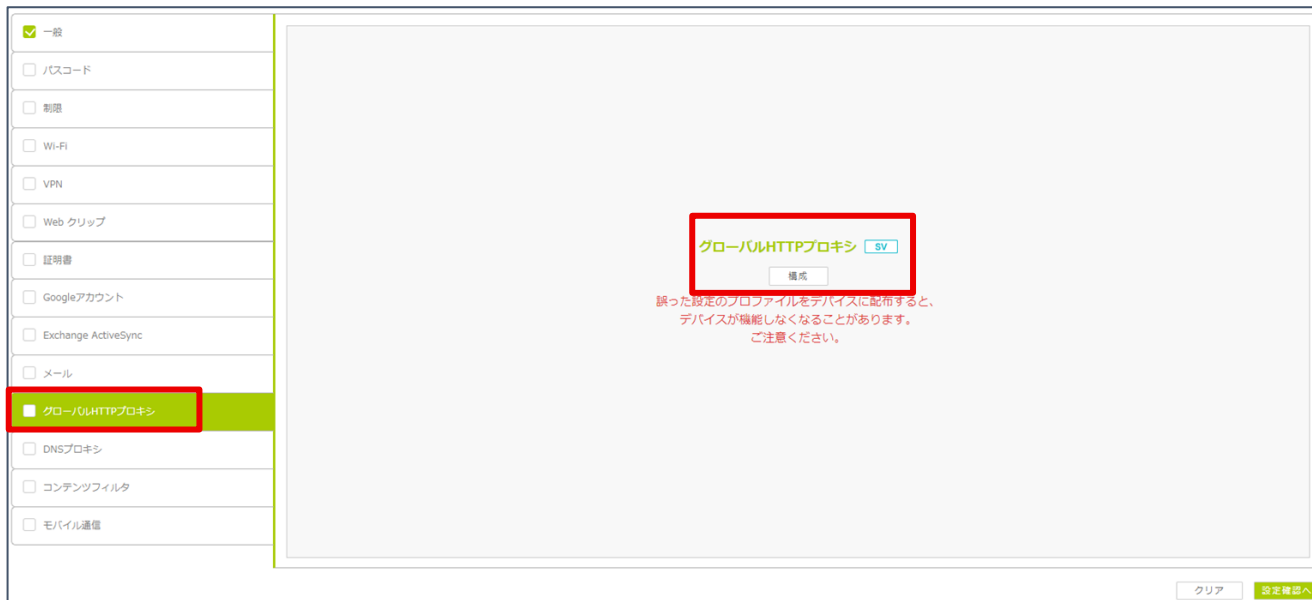 一般
パスコード
制限
Wi-Fi
VPN
Web クリップ
証明書
Googleアカウント
Exchange ActiveSync
メール
グローバルHTTPプロキシ
DNSプロキシ
コンテンツフィルタ
モバイル通信
グローバルHTTPプロキシ SV
構成
誤った設定のプロファイルをデバイスに配布すると、
デバイスが機能しなくなることがあります。
ご注意ください。
クリア 設定確認へ